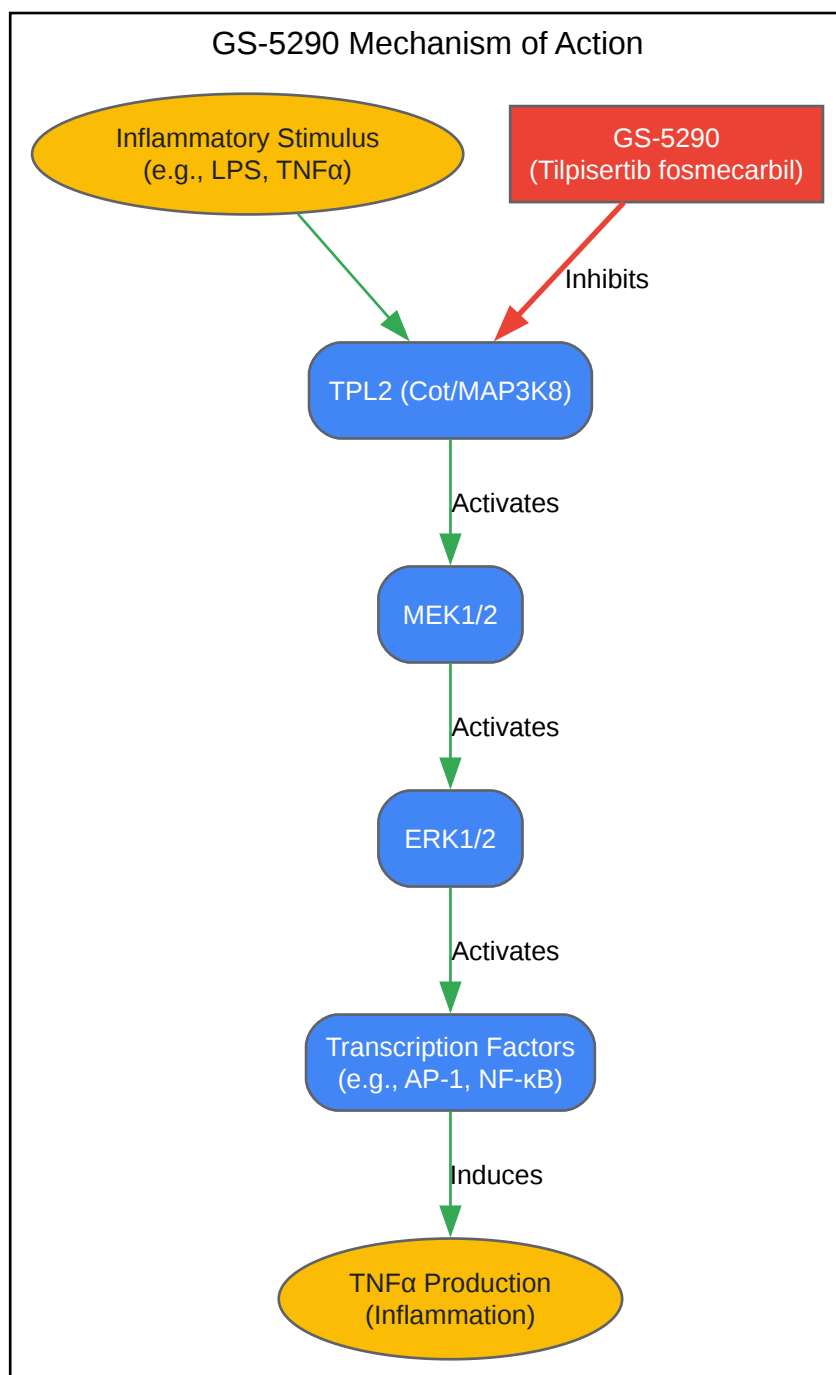 GS-5290 Mechanism of Action
Inflammatory Stimulus
(e.g., LPS, TNFα)
GS-5290
(Tilpisertib fosmecarbil)
Inhibits
TPL2 (Cot/MAP3K8)
Activates
MEK1/2
Activates
ERK1/2
Activates
Transcription Factors
(e.g., AP-1, NF-κB)
Induces
TNFα Production
(Inflammation)